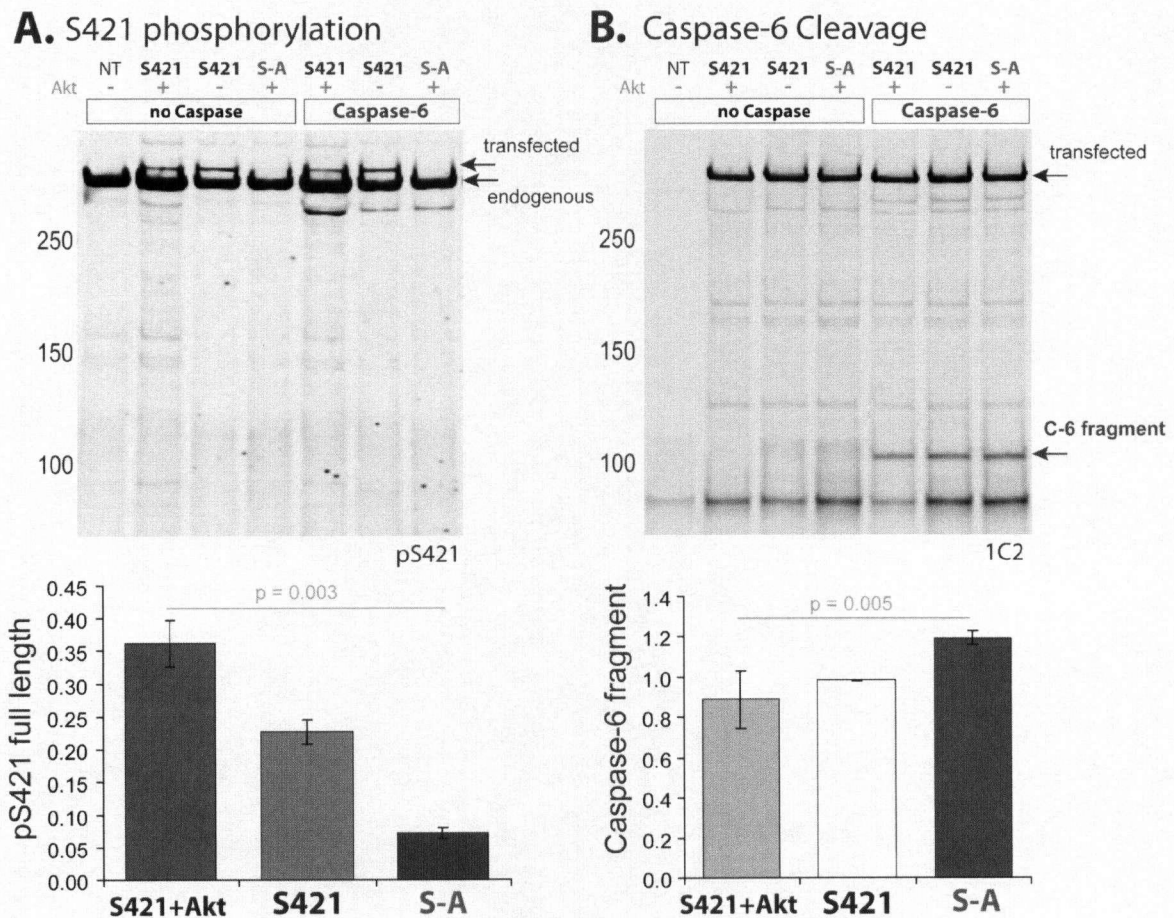 A. S421 phosphorylation
NT S421 S421 S-A S421 S421 S-A
Akt - + - + + - +
no Caspase Caspase-6
transfected
endogenous
250
150
100
pS421
0.45
0.40
0.35
0.30
0.25
0.20
0.15
0.10
0.05
0.00
pS421 full length
p = 0.003
S421+Akt S421 S-A
B. Caspase-6 Cleavage
NT S421 S421 S-A S421 S421 S-A
Akt - + - + + - +
no Caspase Caspase-6
transfected
250
150
C-6 fragment
100
1C2
1.4
1.2
1.0
0.8
0.6
0.4
0.2
0.0
Caspase-6 fragment
p = 0.005
S421+Akt S421 S-A